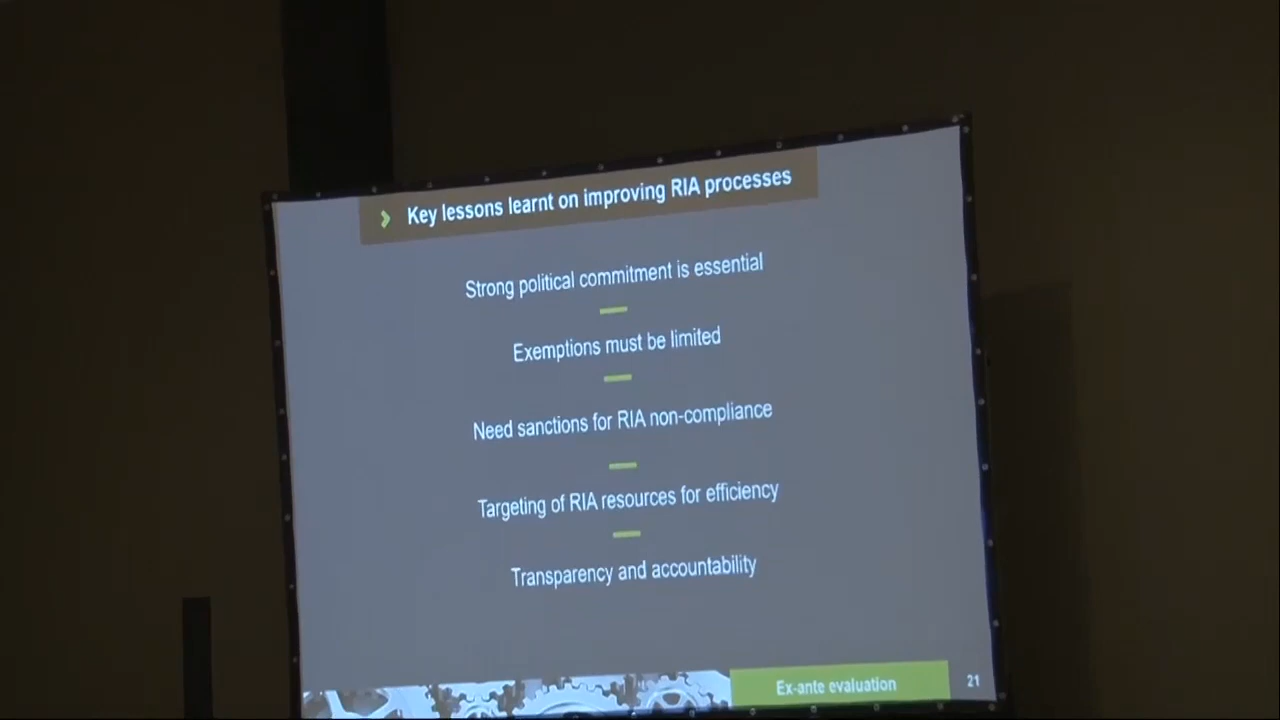 Key lessons learnt on improving RIA processes
Strong political commitment is essential
Exemptions must be limited
Need sanctions for RIA non-compliance
Targeting of RIA resources for efficiency
Transparency and accountability
Ex-ante evaluation
21